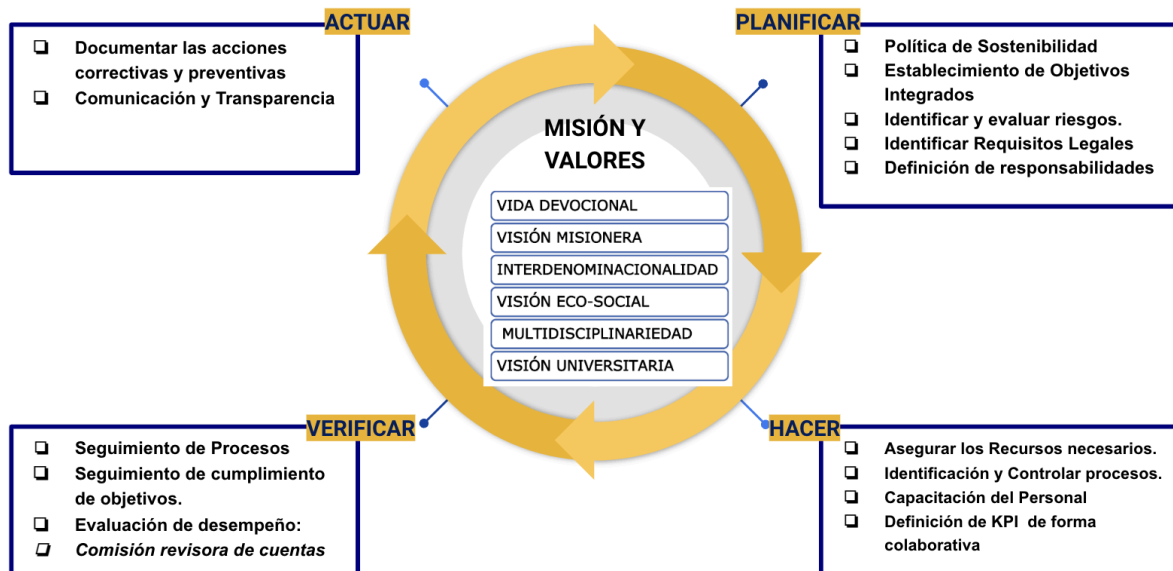 ACTUAR
❏ Documentar las acciones
correctivas y preventivas
❏ Comunicación y Transparencia
PLANIFICAR
❏ Política de Sostenibilidad
❏ Establecimiento de Objetivos
Integrados
❏ Identificar y evaluar riesgos.
❏ Identificar Requisitos Legales
❏ Definición de responsabilidades
MISIÓN Y
VALORES
VIDA DEVOCIONAL
VISIÓN MISIONERA
INTERDENOMINACIONALIDAD
VISIÓN ECO-SOCIAL
MULTIDISCIPLINARIEDAD
VISIÓN UNIVERSITARIA
VERIFICAR
❏ Seguimiento de Procesos
❏ Seguimiento de cumplimiento
de objetivos.
❏ Evaluación de desempeño:
❏ Comisión revisora de cuentas
HACER
❏ Asegurar los Recursos necesarios.
❏ Identificación y Controlar procesos.
❏ Capacitación del Personal
❏ Definición de KPI de forma
colaborativa